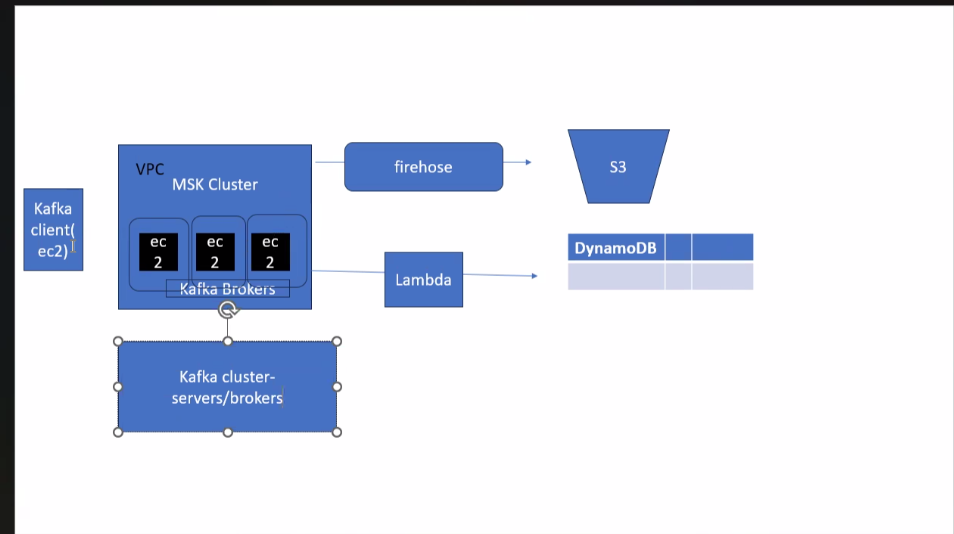 VPC
MSK Cluster
firehose
S3
Kafka
client(
ec2)
ec
2
ec
2
ec
2
Kafka Brokers
DynamoDB
Lambda
Kafka cluster-
servers/brokers